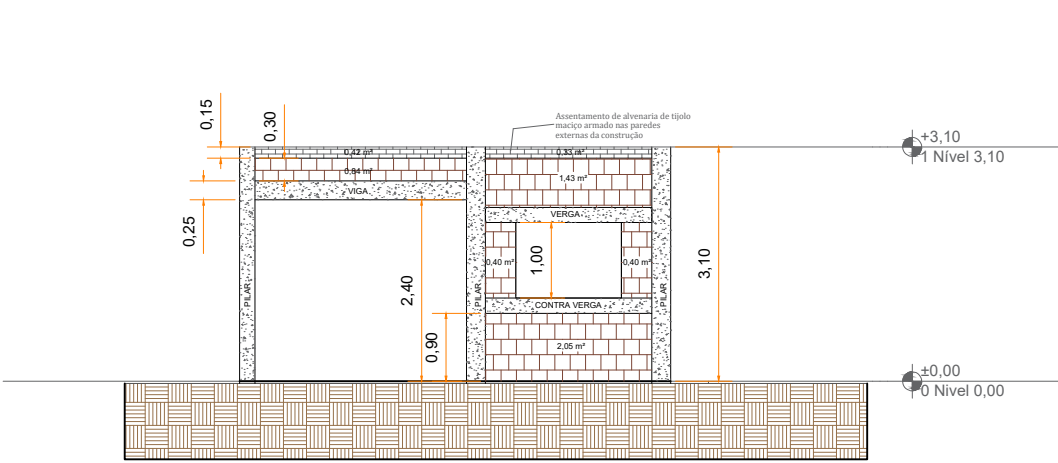 0,15
0,30
Assentamento de alvenaria de tijolo
maciço armado nas paredes
externas da construção
+3,10
1 Nível 3,10
0,42 m²
0,33 m²
0,84 m²
1,43 m²
VIGA
0,25
VERGA
1,00
0,40 m²
0,40 m²
3,10
2,40
PILAR
PILAR
PILAR
CONTRA VERGA
0,90
2,05 m²
±0,00
0 Nível 0,00